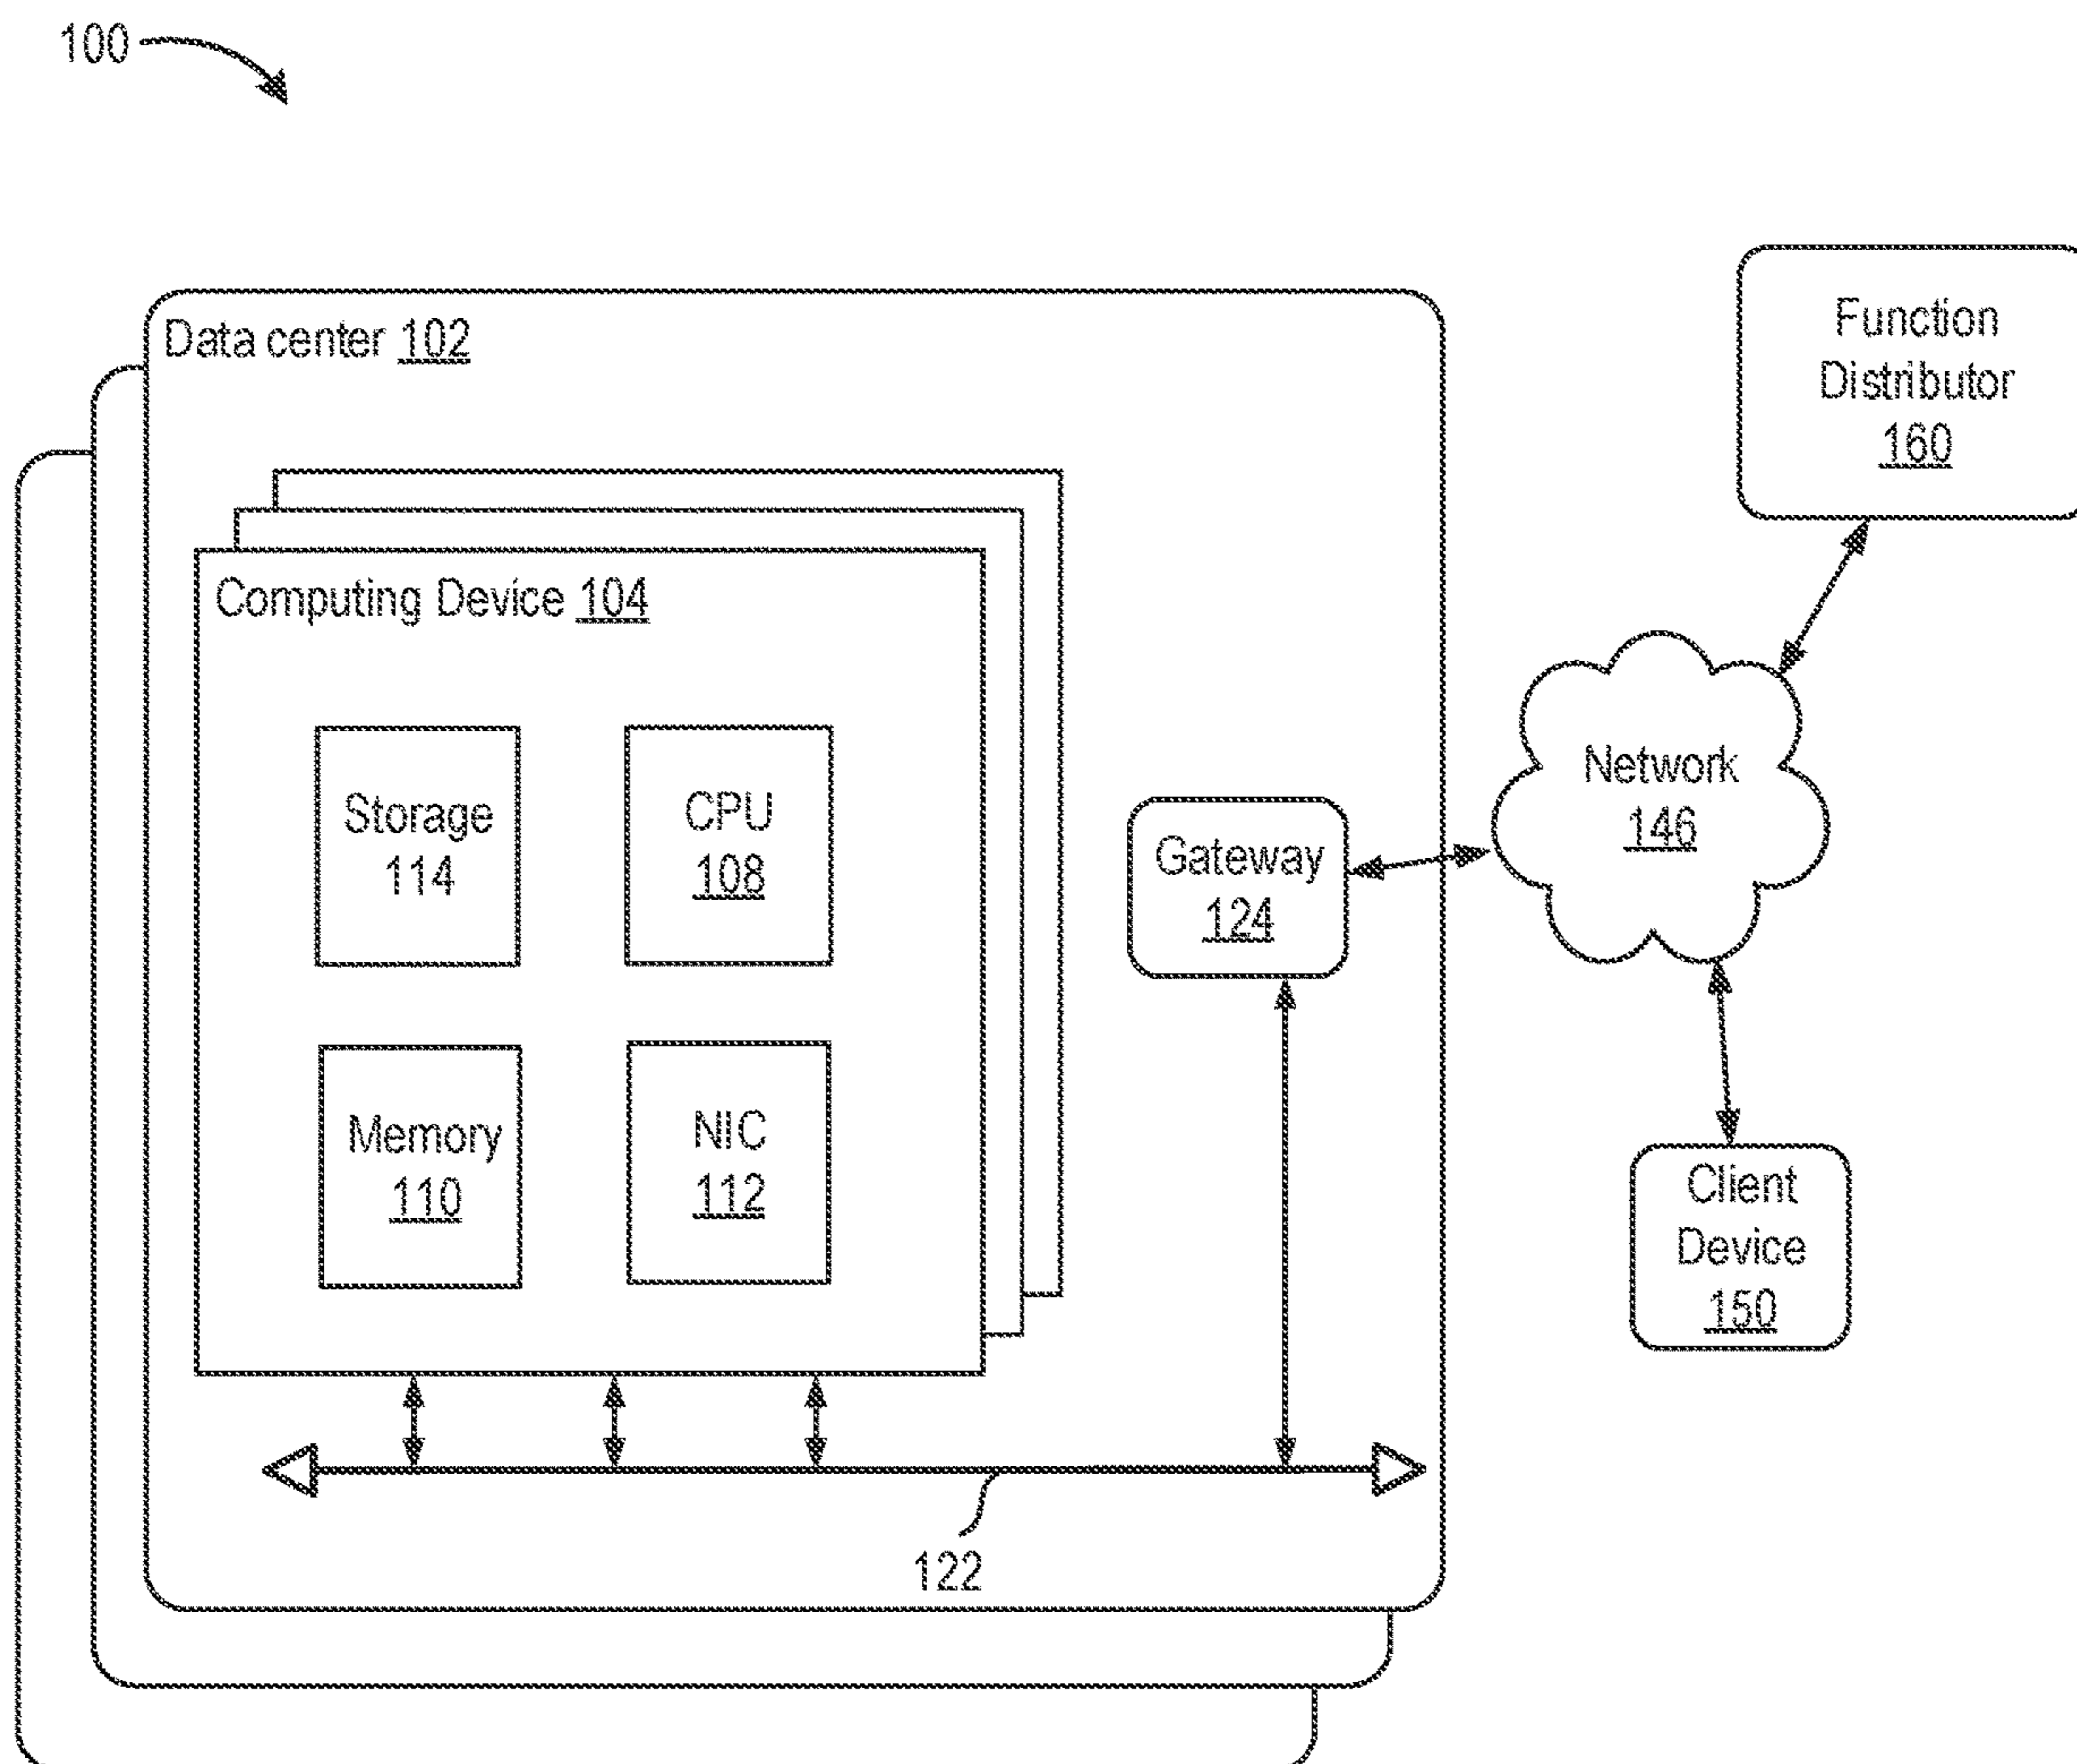 100
Data center 102
Computing Device 104
Storage
114
CPU
108
Memory
110
NIC
112
Gateway
124
122
Network
146
Function
Distributor
160
Client
Device
150